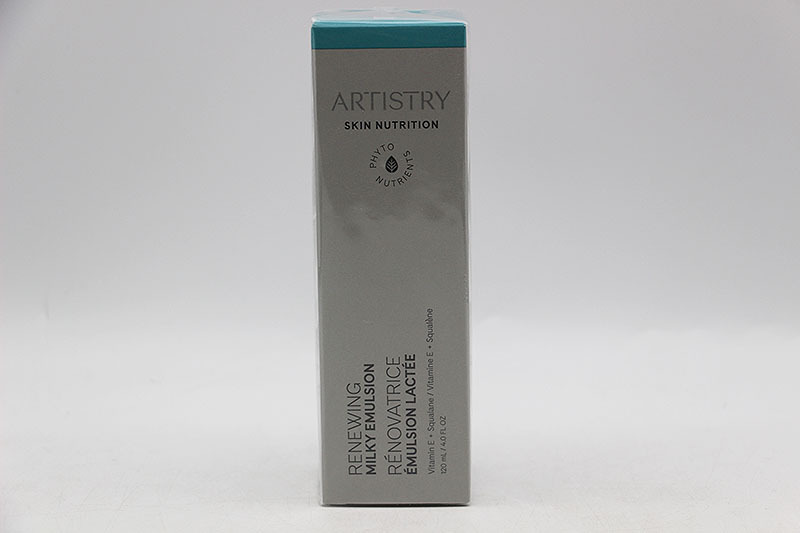 ARTISTRY
SKIN NUTRITION
PHYTO
NUTRIENTS
RENEWING
MILKY EMULSION
RÉNOVATRICE
ÉMULSION LACTÉE
Vitamin E + Squalane / Vitamine E + Squalène
120 mL / 4.0 FL OZ